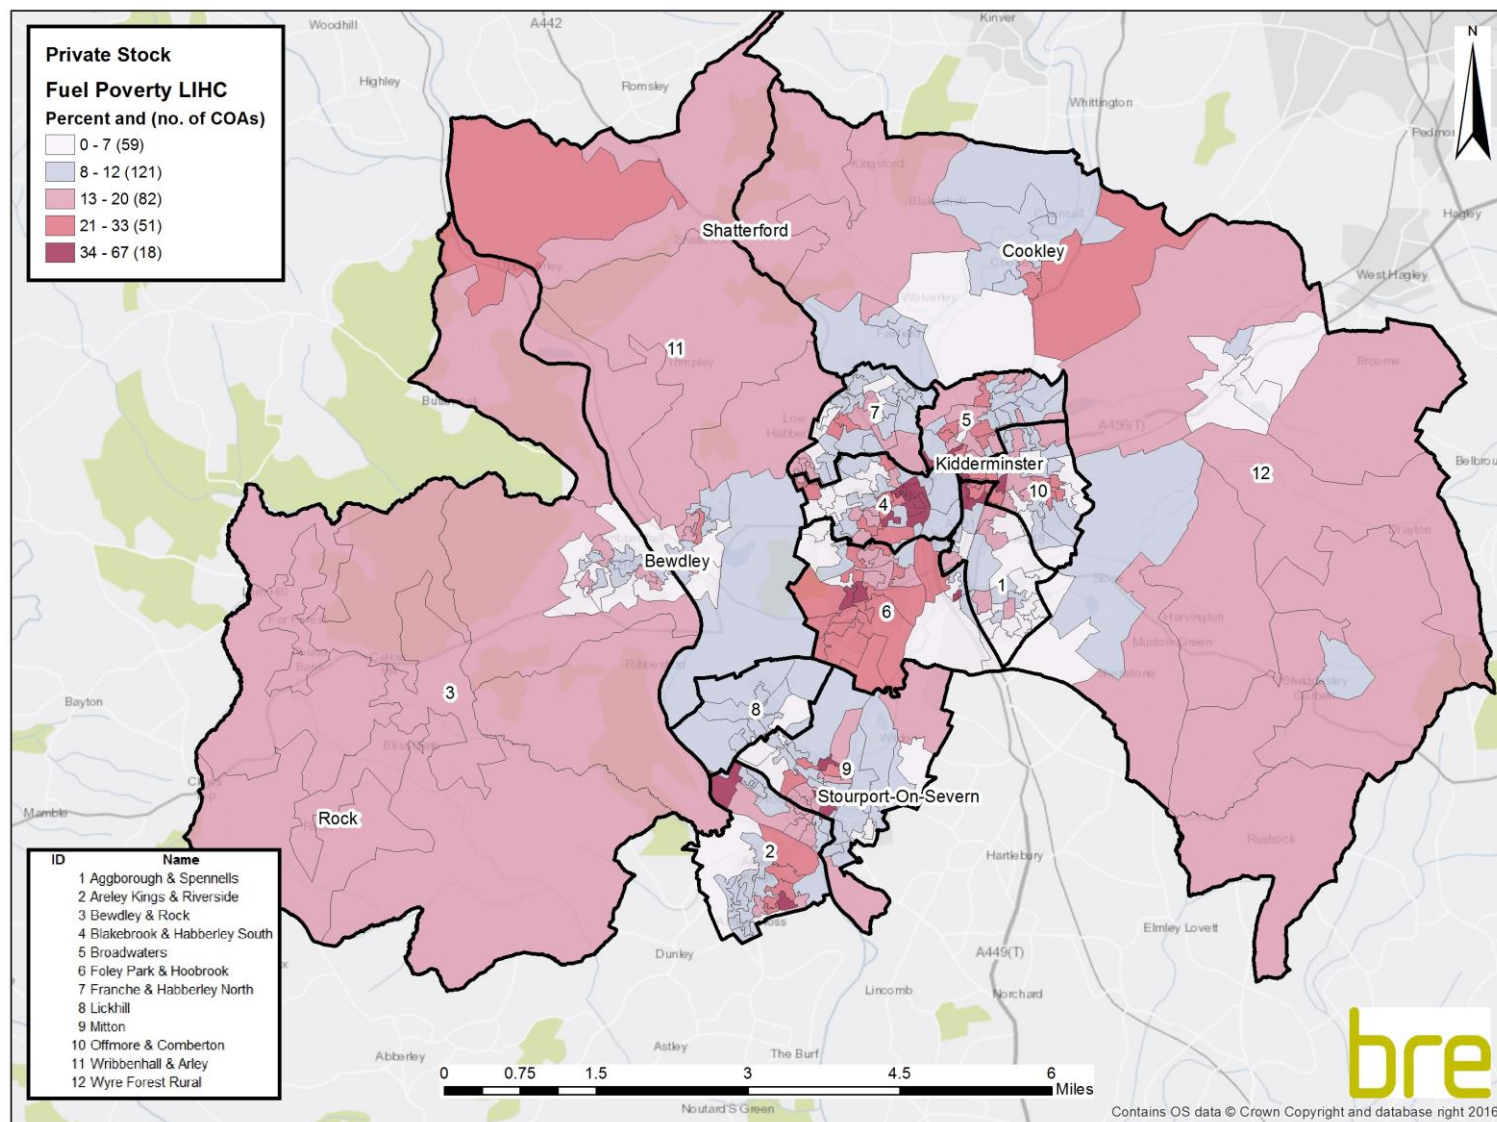 Private Stock
Fuel Poverty LIHC
Percent and (no. of COAs)
0 - 7 (59)
8 - 12 (121)
13 - 20 (82)
21 - 33 (51)
34 - 67 (18)
Woodhill
A442
Kinver
N
Highley
Romsley
Whittington
Kingsford
Hagley
Shatterford
Cookley
West Hagley
Wolverley
11
Trimpley
Broome
7
5
A456(T)
Kidderminster
12
4
10
Bewdley
1
6
Harvington
Mustow Green
Ribbesford
Bayton
3
8
9
Stourport-On-Severn
Mamble
Rock
Rushock
2
Hartlebury
Elmley Lovett
Dunley
A449(T)
Lincomb
Norchard
Astley
The Burf
Abberley
Noutard'S Green
ID Name
1 Aggborough & Spennells
2 Areley Kings & Riverside
3 Bewdley & Rock
4 Blakebrook & Habberley South
5 Broadwaters
6 Foley Park & Hoobrook
7 Franche & Habberley North
8 Lickhill
9 Mitton
10 Offmore & Comberton
11 Wribbenhall & Arley
12 Wyre Forest Rural
0 0.75 1.5 3 4.5 6
Miles
bre
Contains OS data © Crown Copyright and database right 2016